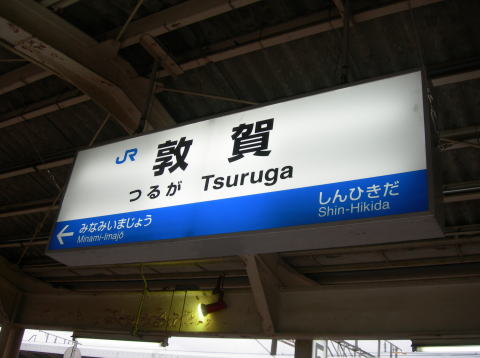 JR 敦賀
つるが Tsuruga
しんひきだ
Shin-Hikida
←みなみいまじょう
Minami-Imajō